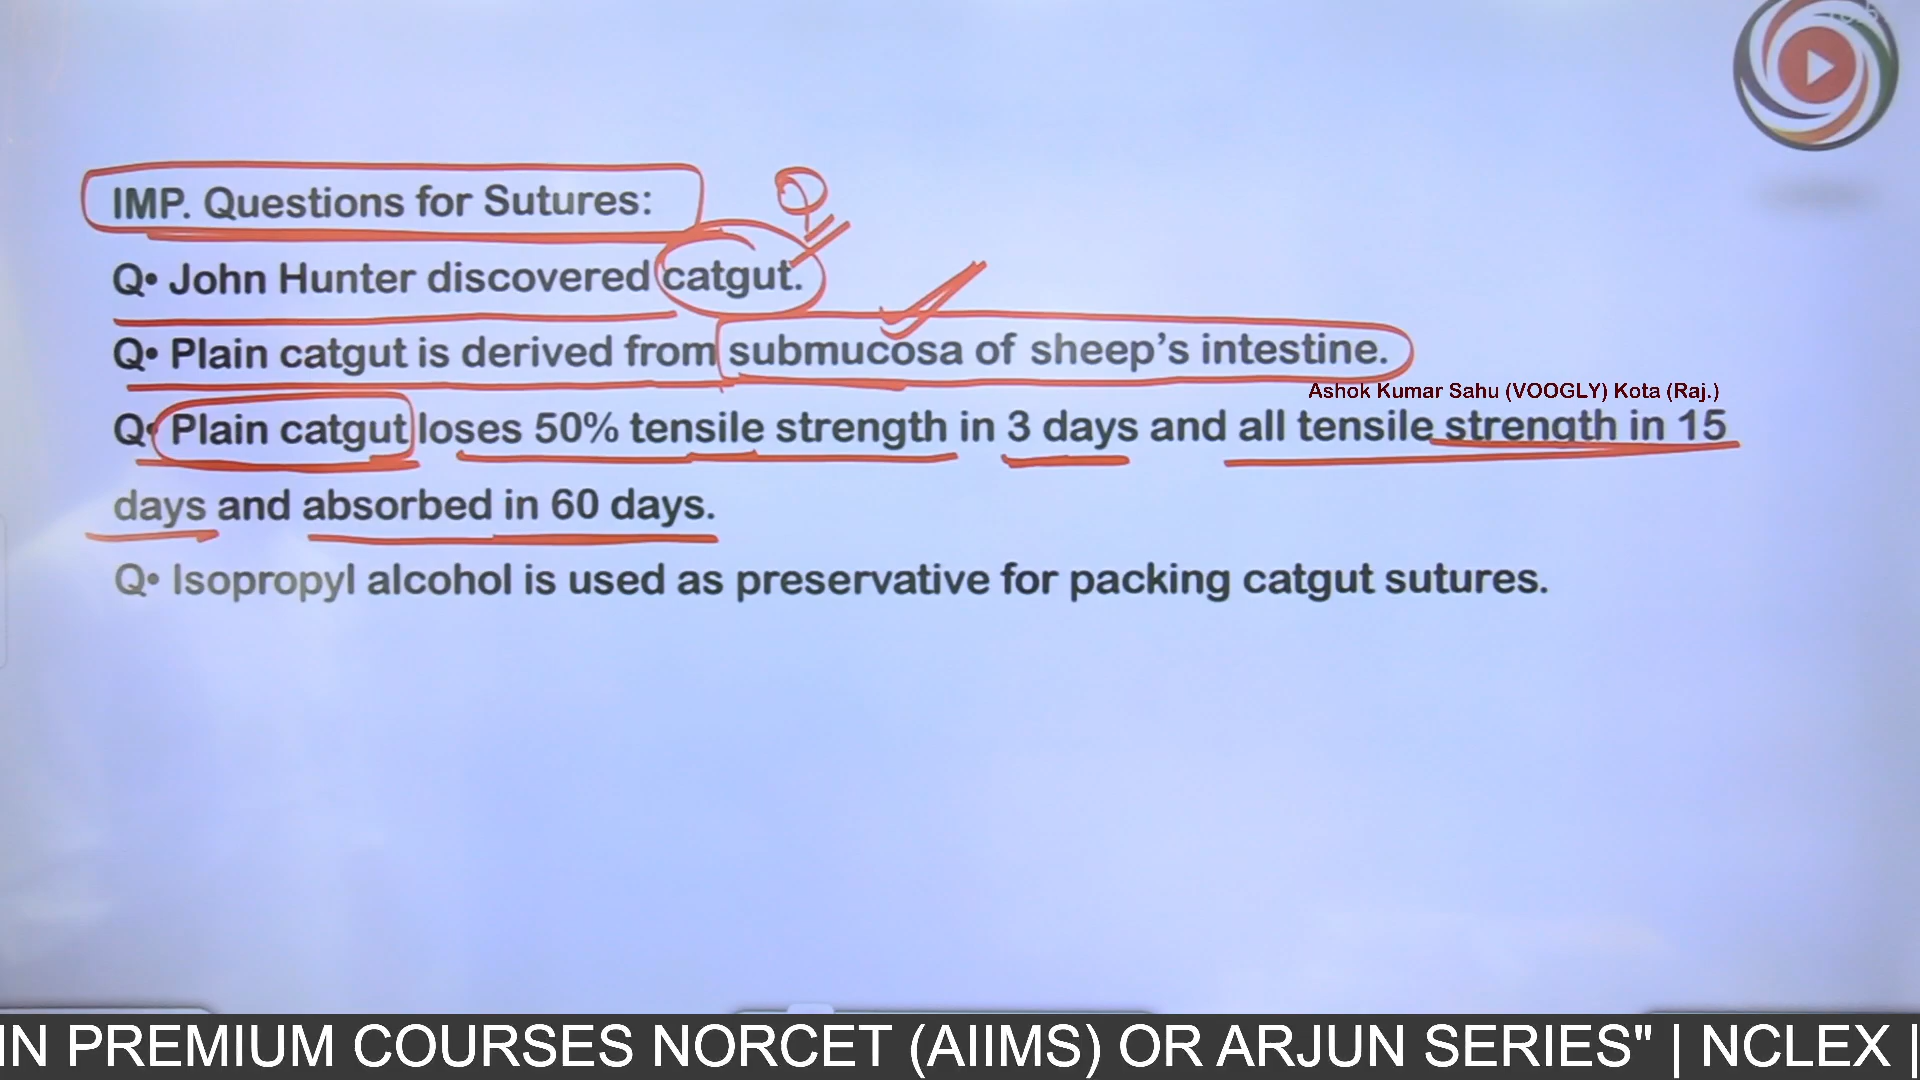 IMP. Questions for Sutures:
Q
Q• John Hunter discovered catgut.
Q• Plain catgut is derived from submucosa of sheep's intestine.
Ashok Kumar Sahu (VOOGLY) Kota (Raj.)
Q• Plain catgut loses 50% tensile strength in 3 days and all tensile strength in 15
days and absorbed in 60 days.
Q• Isopropyl alcohol is used as preservative for packing catgut sutures.
IN PREMIUM COURSES NORCET (AIIMS) OR ARJUN SERIES" | NCLEX |